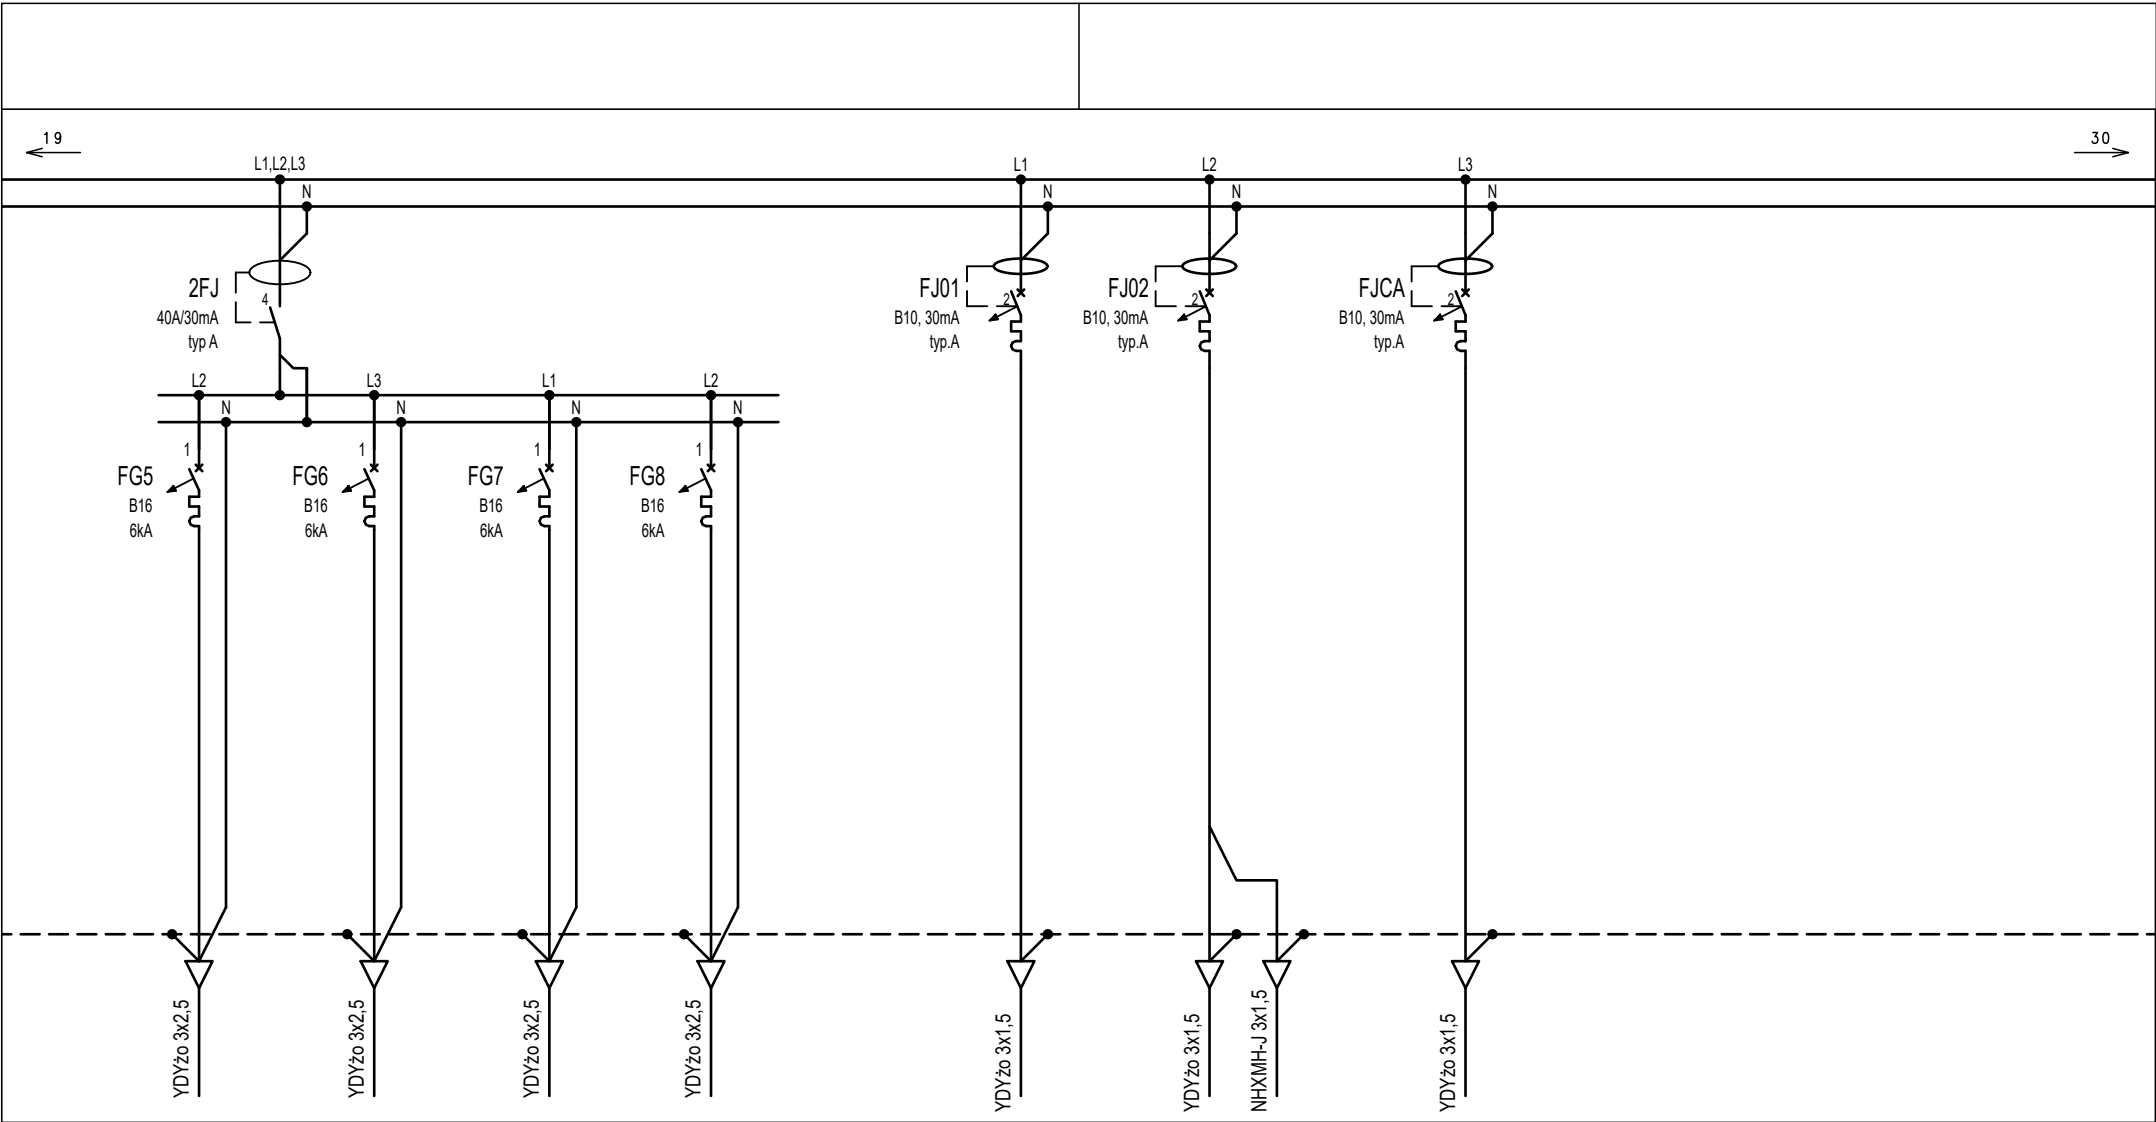 19
30
L1,L2,L3
N
L1
N
L2
N
L3
N
2FJ
40A/30mA
typ A
4
FJ01
B10, 30mA
typ.A
2
FJ02
B10, 30mA
typ.A
2
FJCA
B10, 30mA
typ.A
2
L2
N
L3
N
L1
N
L2
N
1
FG5
B16
6kA
1
FG6
B16
6kA
1
FG7
B16
6kA
1
FG8
B16
6kA
YDYżo 3x2,5
YDYżo 3x2,5
YDYżo 3x2,5
YDYżo 3x2,5
YDYżo 3x1,5
YDYżo 3x1,5
NHXMH-J 3x1,5
YDYżo 3x1,5